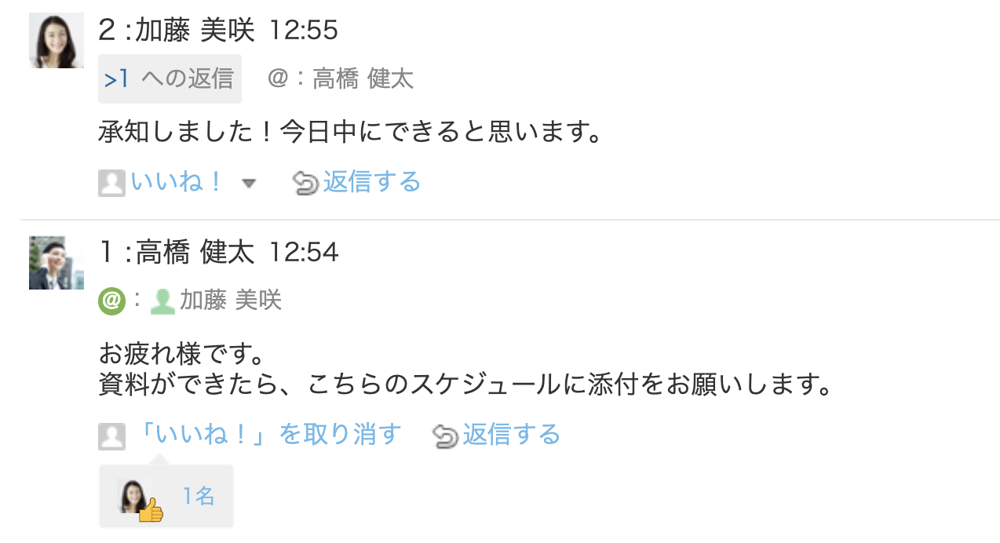 2 :加藤 美咲 12:55
>1 への返信 @:高橋 健太
承知しました!今日中にできると思います。
いいね! ▼ 返信する
1 :高橋 健太 12:54
@ : 加藤 美咲
お疲れ様です。
資料ができたら、こちらのスケジュールに添付をお願いします。
「いいね!」を取り消す 返信する
1名